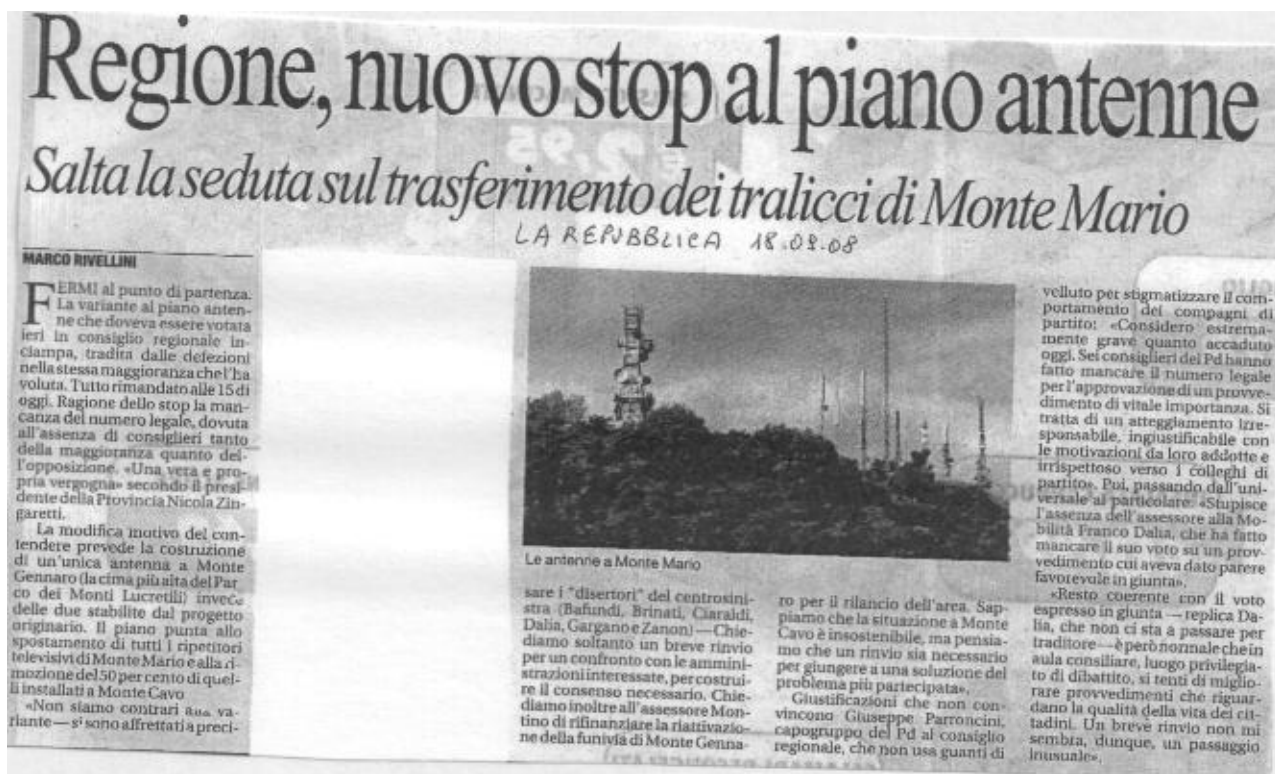 Regione, nuovo stop al piano antenne
Salta la seduta sul trasferimento dei tralicci di Monte Mario
LA REPUBBLICA 18.09.08
MARCO RIVELLINI
FERMI al punto di partenza.
La variante al piano anten-
ne che doveva essere votata
ieri in consiglio regionale in-
ciampa, tradita dalle defezioni
nella stessa maggioranza che l'ha
voluta. Tutto rimandato alle 15 di
oggi. Ragione dello stop la man-
canza del numero legale, dovuta
all'assenza di consiglieri tanto
della maggioranza quanto del-
l'opposizione. «Una vera e pro-
pria vergogna» secondo il presi-
dente della Provincia Nicola Zin-
garetti.
La modifica motivo del con-
tendere prevede la costruzione
di un'unica antenna a Monte
Gennaro (la cima più alta del Par
co dei Monti Lucretili) invece
delle due stabilite dal progetto
originario. Il piano punta allo
spostamento di tutti i ripetitori
televisivi di Monte Mario e alla ri-
mozione del 50 per cento di quel-
li installati a Monte Cavo
«Non siamo contrari va-
riante — si sono affrettati a preci-
Le antenne a Monte Mario
sare i "disertori" del centrosini-
stra (Bafundi, Brinati, Ciaraldi,
Dalia, Gargano e Zanon) — Chie-
diamo soltanto un breve rinvio
per un confronto con le ammini-
strazioni interessate, per costrui-
re il consenso necessario. Chie-
diamo inoltre all'assessore Mon-
tino di rifinanziare la riattivazio-
ne della funivia di Monte Genna-
ro per il rilancio dell'area. Sap-
piamo che la situazione a Monte
Cavo è insostenibile, ma pensia-
mo che un rinvio sia necessario
per giungere a una soluzione del
problema più partecipata».
Giustificazioni che non con-
vincono Giuseppe Parroncini,
capogruppo del Pd al consiglio
regionale, che non usa guanti di
velluto per stigmatizzare il com-
portamento dei compagni di
partito: «Considero estrema-
mente grave quanto accaduto
oggi. Sei consiglieri del Pd hanno
fatto mancare il numero legale
per l'approvazione di un provve-
dimento di vitale importanza. Si
tratta di un atteggiamento irre-
sponsabile, ingiustificabile con
le motivazioni da loro addotte e
irrispettoso verso i colleghi di
partito». Poi, passando dall'uni-
versale al particolare: «Stupisce
l'assenza dell'assessore alla Mo-
bilità Franco Dalia, che ha fatto
mancare il suo voto su un prov-
vedimento cui aveva dato parere
favorevole in giunta».
«Resto coerente con il voto
espresso in giunta — replica Da-
lia, che non ci sta a passare per
traditore — è però normale che in
aula consiliare, luogo privilegia-
to di dibattito, si tenti di miglio-
rare provvedimenti che riguar-
dano la qualità della vita dei cit-
tadini. Un breve rinvio non mi
sembra, dunque, un passaggio
inusuale».